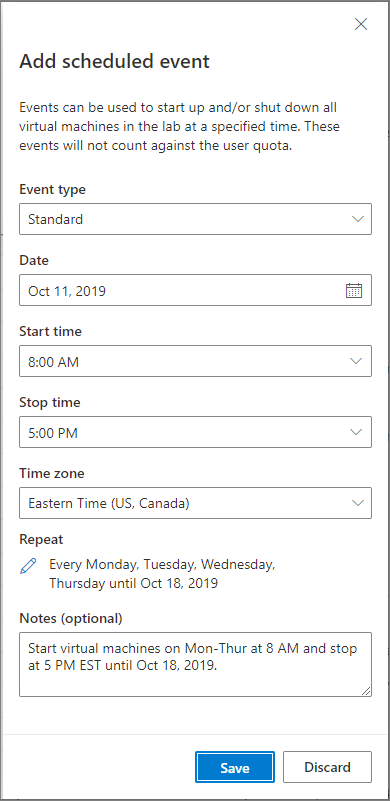 Add scheduled event
Events can be used to start up and/or shut down all
virtual machines in the lab at a specified time. These
events will not count against the user quota.
Event type
Standard
Date
Oct 11, 2019
Start time
8:00 AM
Stop time
5:00 PM
Time zone
Eastern Time (US, Canada)
Repeat
Every Monday, Tuesday, Wednesday,
Thursday until Oct 18, 2019
Notes (optional)
Start virtual machines on Mon-Thur at 8 AM and stop
at 5 PM EST until Oct 18, 2019.
Save
Discard